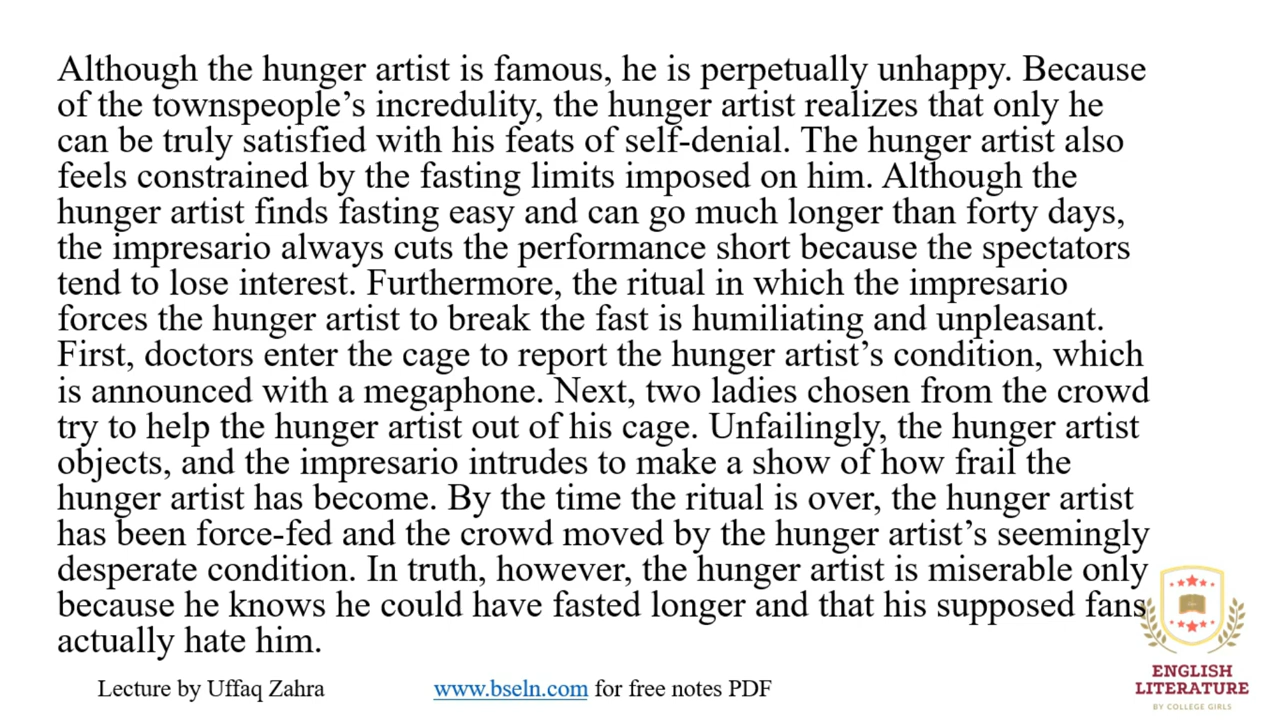 Although the hunger artist is famous, he is perpetually unhappy. Because
of the townspeople’s incredulity, the hunger artist realizes that only he
can be truly satisfied with his feats of self-denial. The hunger artist also
feels constrained by the fasting limits imposed on him. Although the
hunger artist finds fasting easy and can go much longer than forty days,
the impresario always cuts the performance short because the spectators
tend to lose interest. Furthermore, the ritual in which the impresario
forces the hunger artist to break the fast is humiliating and unpleasant.
First, doctors enter the cage to report the hunger artist’s condition, which
is announced with a megaphone. Next, two ladies chosen from the crowd
try to help the hunger artist out of his cage. Unfailingly, the hunger artist
objects, and the impresario intrudes to make a show of how frail the
hunger artist has become. By the time the ritual is over, the hunger artist
has been force-fed and the crowd moved by the hunger artist’s seemingly
desperate condition. In truth, however, the hunger artist is miserable only
because he knows he could have fasted longer and that his supposed fans
actually hate him.
Lecture by Uffaq Zahra
www.bseln.com for free notes PDF
ENGLISH
LITERATURE
BY COLLEGE GIRLS